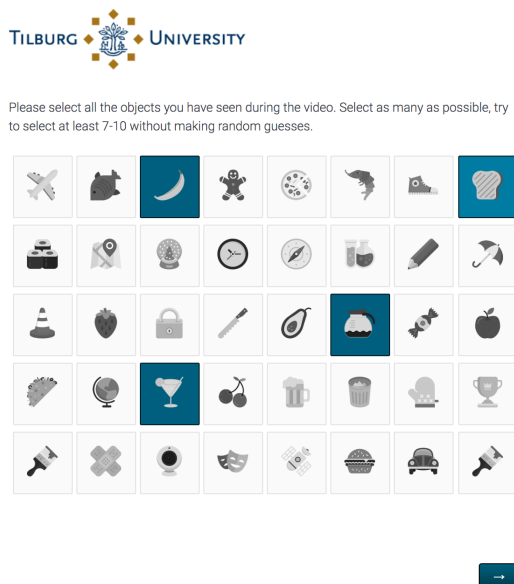 TILBURG UNIVERSITY
Please select all the objects you have seen during the video. Select as many as possible, try
to select at least 7-10 without making random guesses.
→